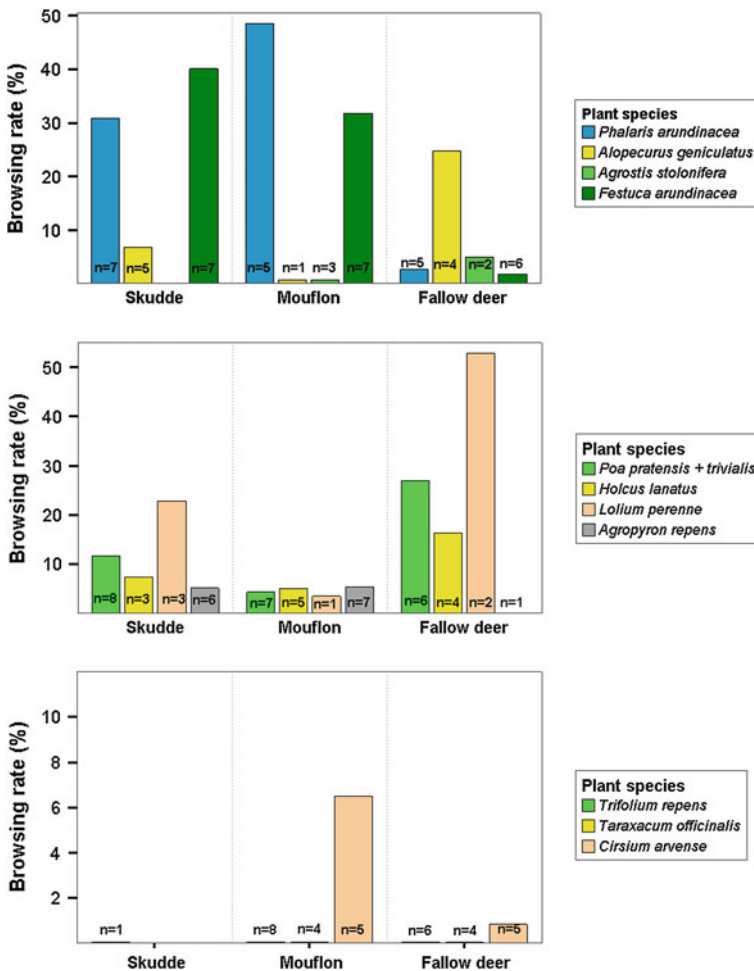 50
40
30
20
10
Browsing rate (%)
n=7 n=5 n=7 n=5 n=1 n=3 n=7 n=5 n=4 n=2 n=6
Skudde Mouflon Fallow deer
Plant species
Phalaris arundinacea
Alopecurus geniculatus
Agrostis stolonifera
Festuca arundinacea
50
40
30
20
10
Browsing rate (%)
n=8 n=3 n=3 n=6 n=7 n=5 n=1 n=7 n=6 n=4 n=2 n=1
Skudde Mouflon Fallow deer
Plant species
Poa pratensis + trivialis
Holcus lanatus
Lolium perenne
Agropyron repens
10
8
6
4
2
Browsing rate (%)
n=1 n=8 n=4 n=5 n=6 n=4 n=5
Skudde Mouflon Fallow deer
Plant species
Trifolium repens
Taraxacum officinalis
Cirsium arvense